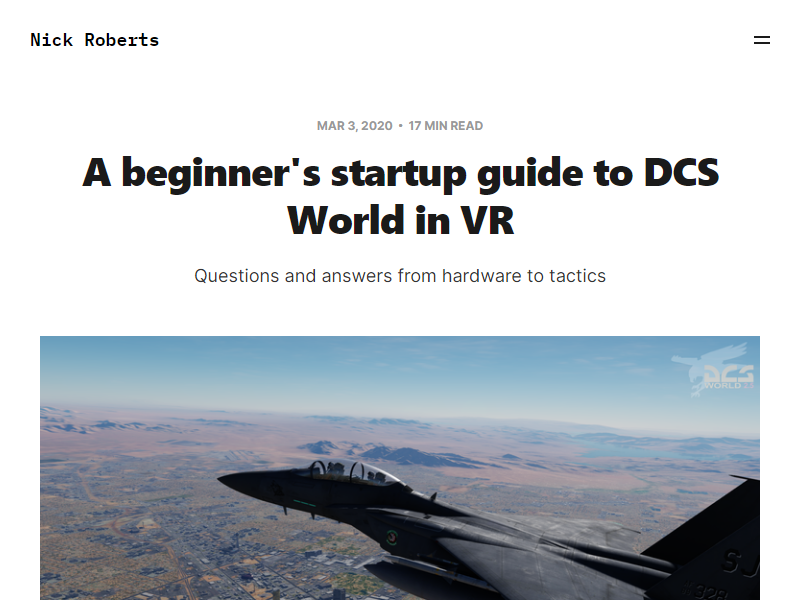 Nick Roberts
MAR 3, 2020 • 17 MIN READ
A beginner's startup guide to DCS
World in VR
Questions and answers from hardware to tactics
DCS
WORLD 2.5
SJ
328